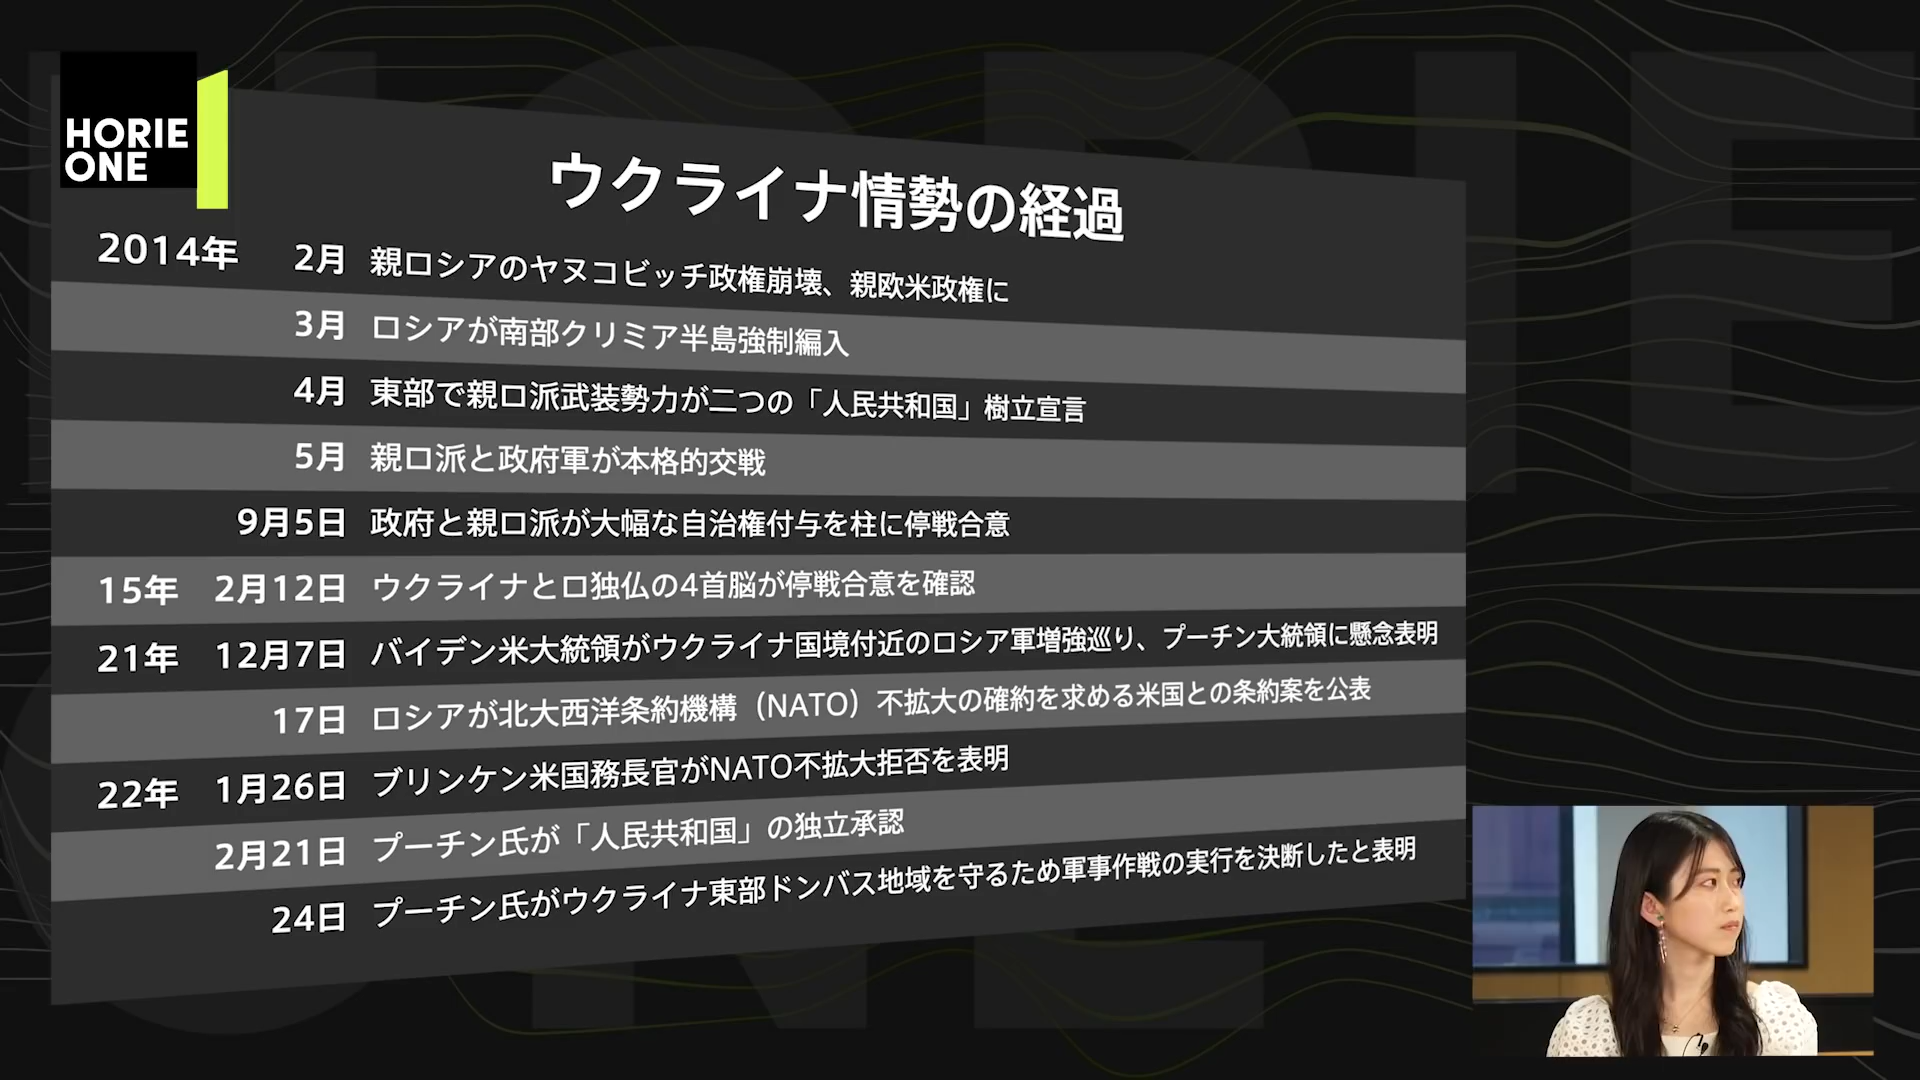 HORIE
ONE
ウクライナ情勢の経過
2014年 2月 親ロシアのヤヌコビッチ政権崩壊、親欧米政権に
3月 ロシアが南部クリミア半島強制編入
4月 東部で親ロ派武装勢力が二つの「人民共和国」樹立宣言
5月 親ロ派と政府軍が本格的交戦
9月5日 政府と親ロ派が大幅な自治権付与を柱に停戦合意
15年 2月12日 ウクライナとロ独仏の4首脳が停戦合意を確認
21年 12月7日 バイデン米大統領がウクライナ国境付近のロシア軍増強巡り、プーチン大統領に懸念表明
17日 ロシアが北大西洋条約機構（NATO）不拡大の確約を求める米国との条約案を公表
22年 1月26日 ブリンケン米国務長官がNATO不拡大拒否を表明
2月21日 プーチン氏が「人民共和国」の独立承認
24日 プーチン氏がウクライナ東部ドンバス地域を守るため軍事作戦の実行を決断したと表明